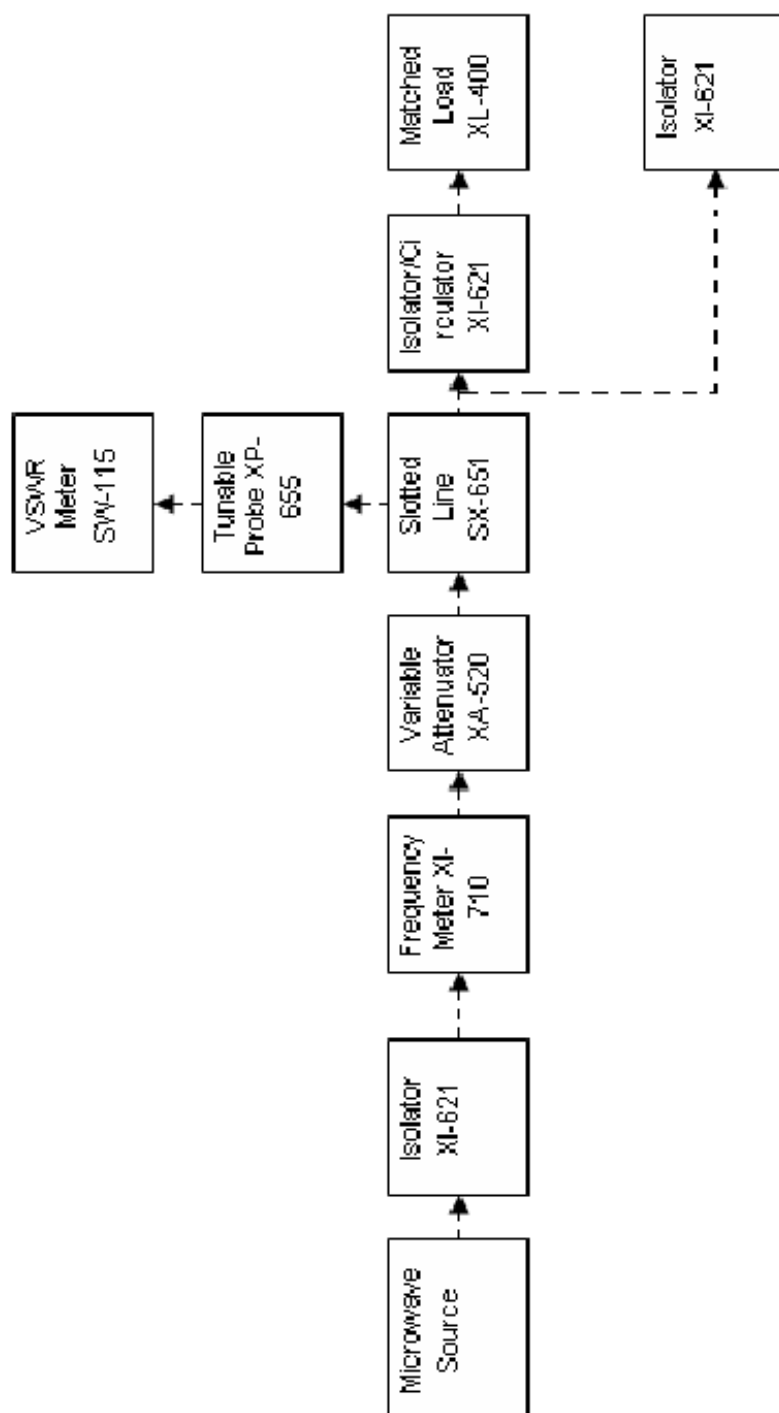 Microwave
Source
Isolator
XI-621
Frequency
Meter XI-
710
Variable
Attenuator
XA-520
Slotted
Line
SX-651
Tunable
Probe XP-
655
VSWR
Meter
SW-115
Isolator/Ci
rculator
XI-621
Matched
Load
XL-400
Isolator
XI-621